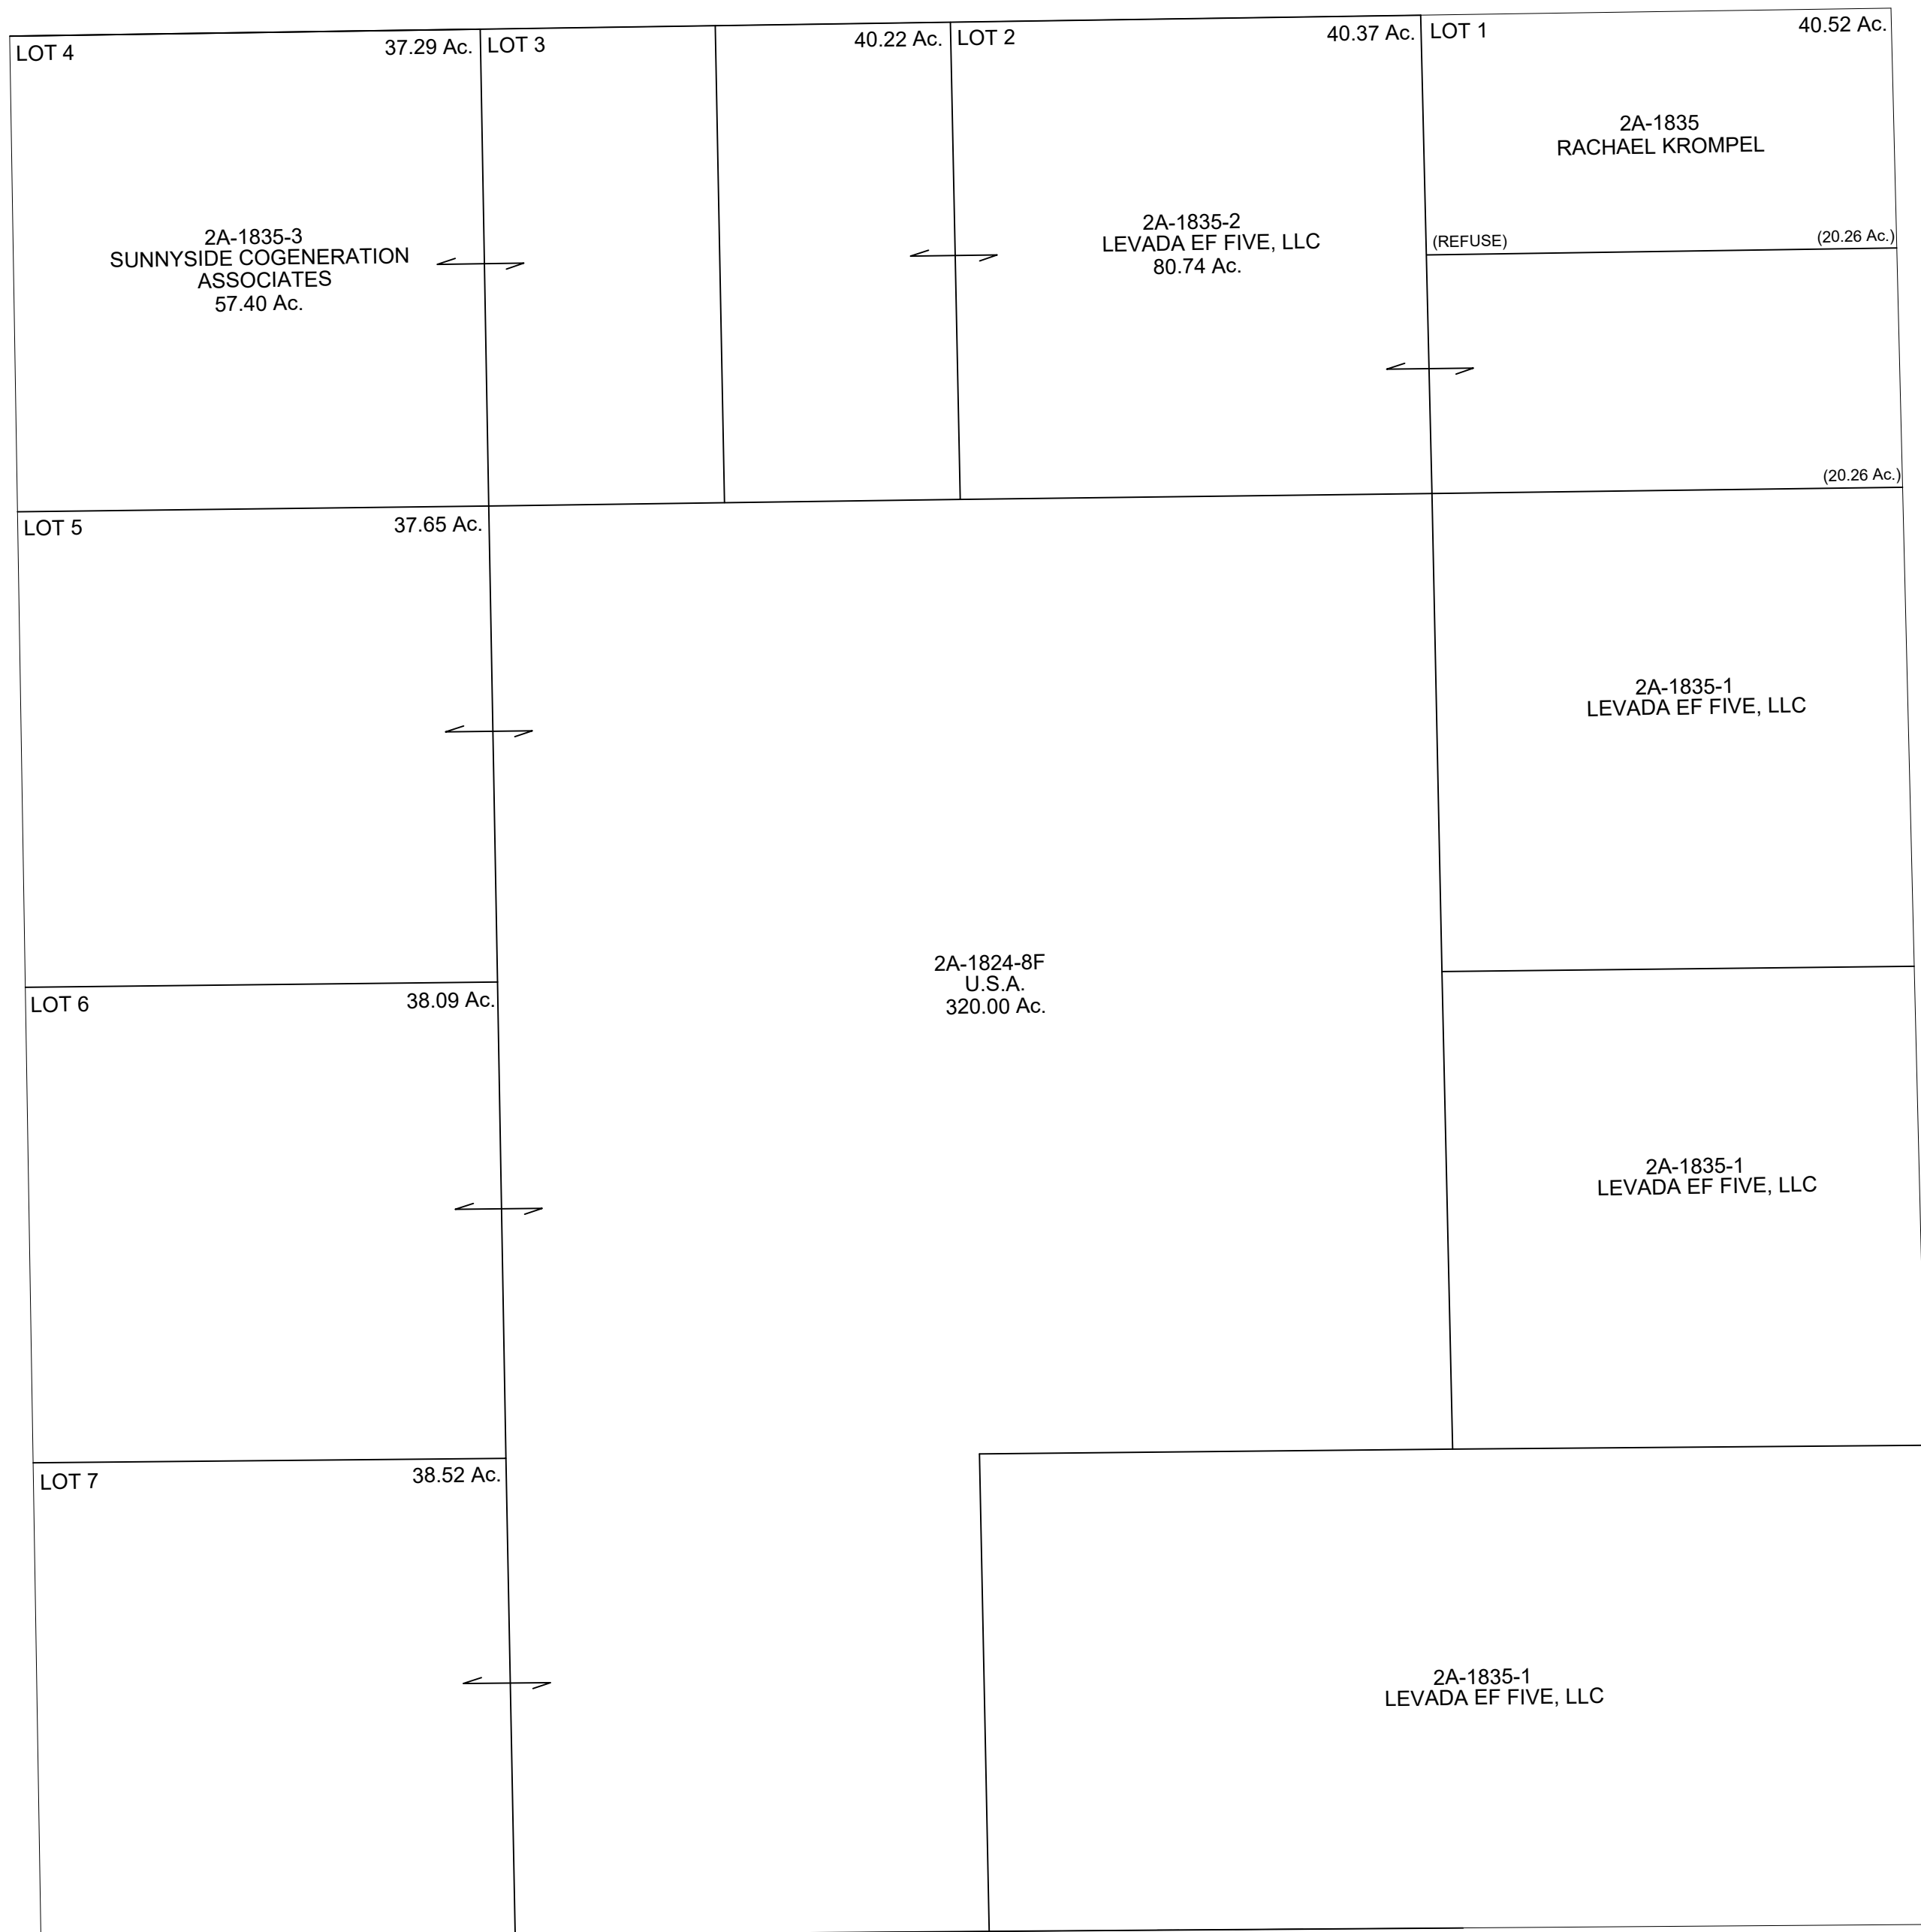 LOT 4
37.29 Ac.
LOT 3
40.22 Ac.
LOT 2
40.37 Ac.
LOT 1
40.52 Ac.
2A-1835
RACHAEL KROMPEL
(REFUSE)
(20.26 Ac.)
2A-1835-3
SUNNYSIDE COGENERATION
ASSOCIATES
57.40 Ac.
2A-1835-2
LEVADA EF FIVE, LLC
80.74 Ac.
(20.26 Ac.)
LOT 5
37.65 Ac.
2A-1835-1
LEVADA EF FIVE, LLC
2A-1824-8F
U.S.A.
320.00 Ac.
LOT 6
38.09 Ac.
2A-1835-1
LEVADA EF FIVE, LLC
LOT 7
38.52 Ac.
2A-1835-1
LEVADA EF FIVE, LLC